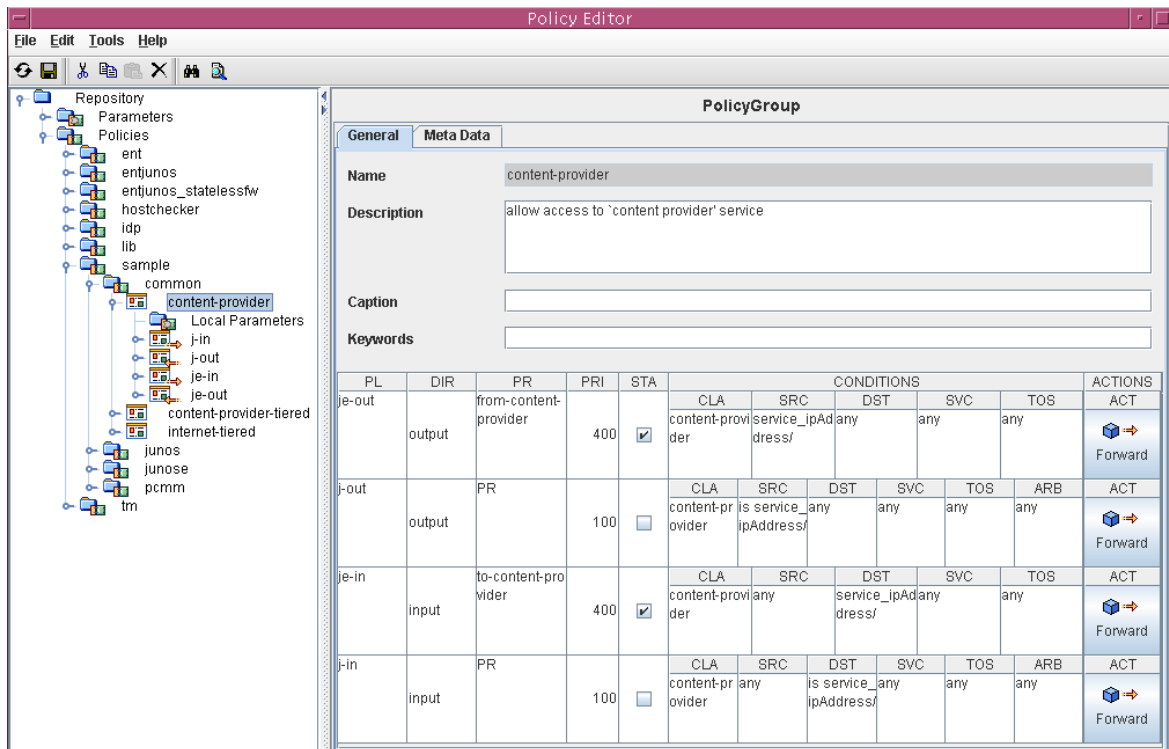 Policy Editor
File Edit Tools Help
Repository
Parameters
Policies
ent
entjunos
entjunos_statelessfw
hostchecker
idp
lib
sample
common
content-provider
Local Parameters
j-in
j-out
je-in
je-out
content-provider-tiered
internet-tiered
junos
junose
pcmm
tm
PolicyGroup
General Meta Data
Name content-provider
Description allow access to `content provider' service
Caption
Keywords
PL DIR PR PRI STA CONDITIONS ACTIONS
je-out from-content- CLA SRC DST SVC TOS ACT
provider content-provi service_ipAd any any any
output 400 der dress/
Forward
j-out PR CLA SRC DST SVC TOS ARB ACT
content-pr is service_ any any any any
output 100 ovider ipAddress/
Forward
je-in to-content-pro CLA SRC DST SVC TOS ACT
vider content-provi any service_ipAd any any
input 400 der dress/
Forward
j-in PR CLA SRC DST SVC TOS ARB ACT
content-pr any is service_ any any any
input 100 ovider ipAddress/
Forward